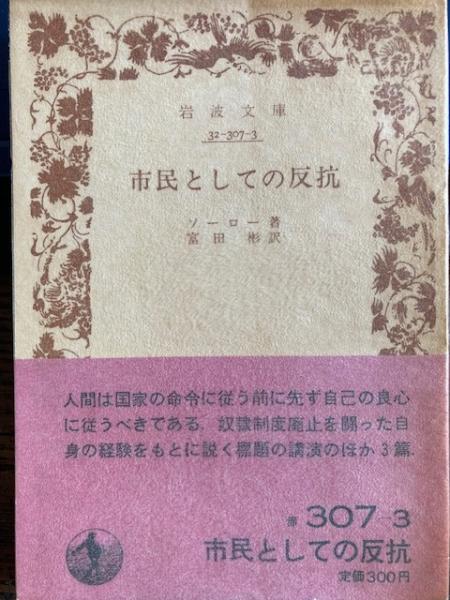 岩波文庫
32-307-3
市民としての反抗
ソーロー著
富田彬訳
人間は国家の命令に従う前に先ず自己の良心
に従うべきである．奴隷制度廃止を闘った自
身の経験をもとに説く標題の講演のほか3篇．
赤 307-3
市民としての反抗
定価300円